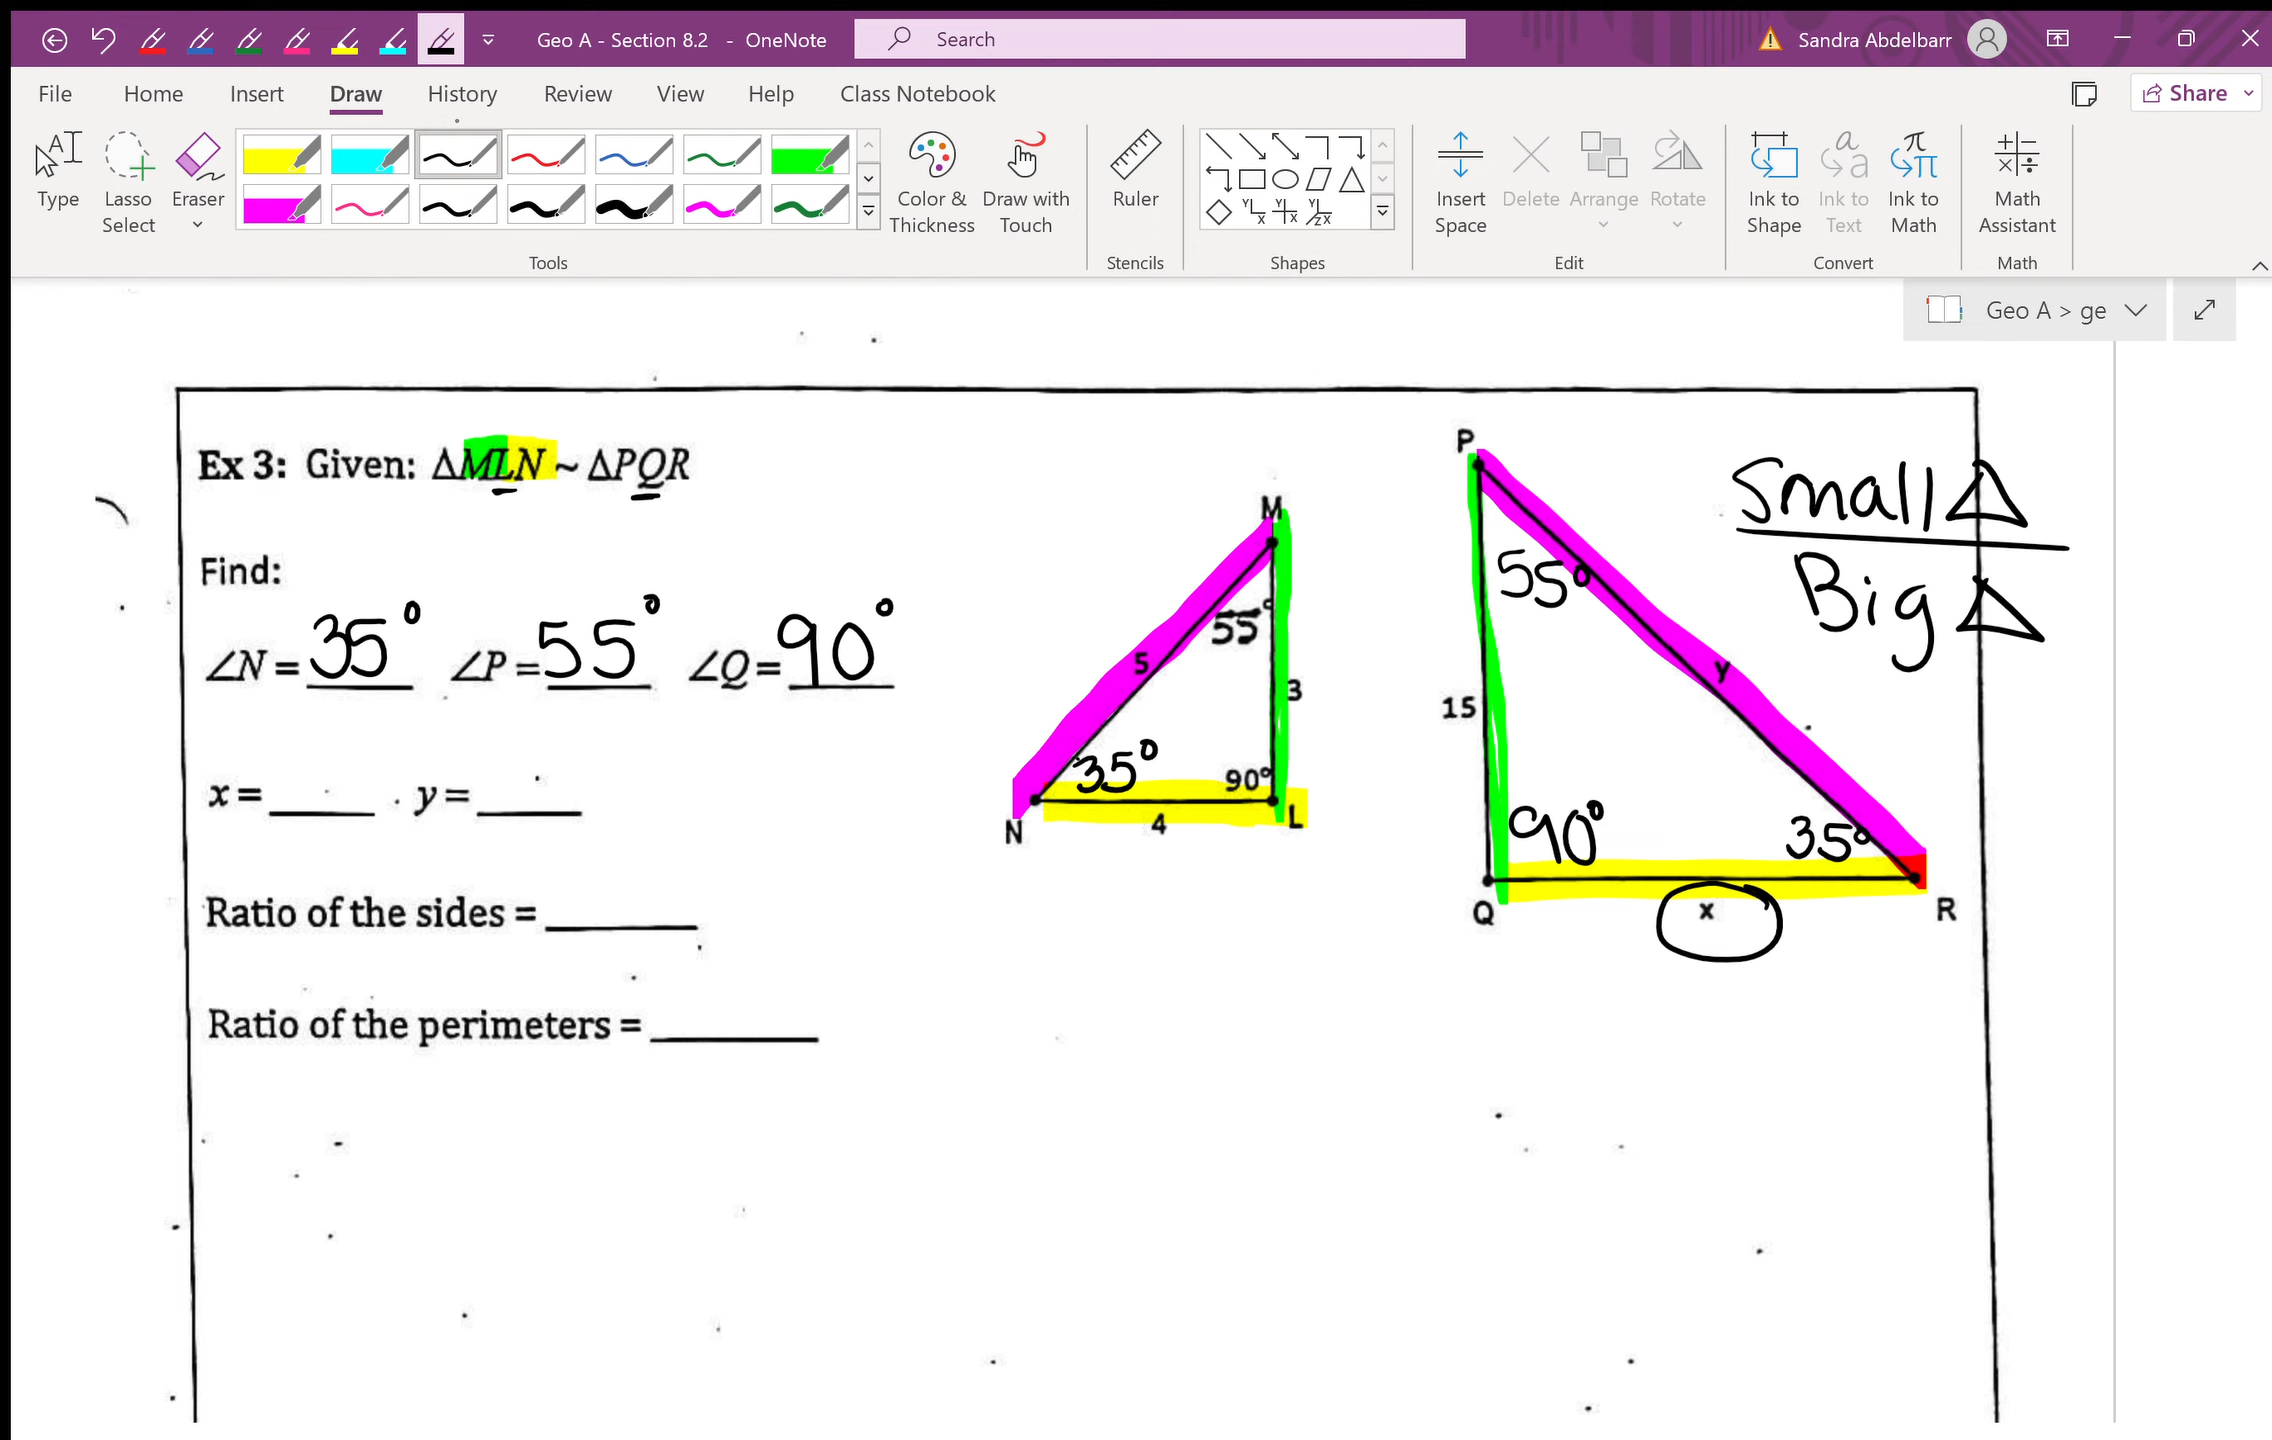 Geo A - Section 8.2 - OneNote
Search
Sandra Abdelbarr
File Home Insert Draw History Review View Help Class Notebook
Share
Type
Lasso Select
Eraser
Color & Thickness
Draw with Touch
Ruler
Insert Space
Delete
Arrange
Rotate
Ink to Shape
Ink to Text
Ink to Math
Math Assistant
Tools
Stencils
Shapes
Edit
Convert
Math
Geo A > ge
Ex 3: Given: ΔMLN ~ ΔPQR
Find:
∠N = 35° ∠P = 55° ∠Q = 90°
x = ____ . y = ____
Ratio of the sides = ______
Ratio of the perimeters = ______
M
55°
5
3
35°
90°
N
4
L
P
55°
15
y
90°
35°
Q
x
R
Small Δ
Big Δ